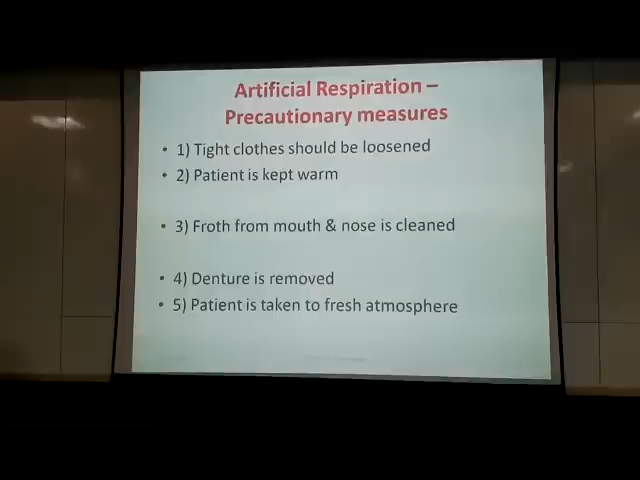 Artificial Respiration –
Precautionary measures
• 1) Tight clothes should be loosened
• 2) Patient is kept warm
• 3) Froth from mouth & nose is cleaned
• 4) Denture is removed
• 5) Patient is taken to fresh atmosphere